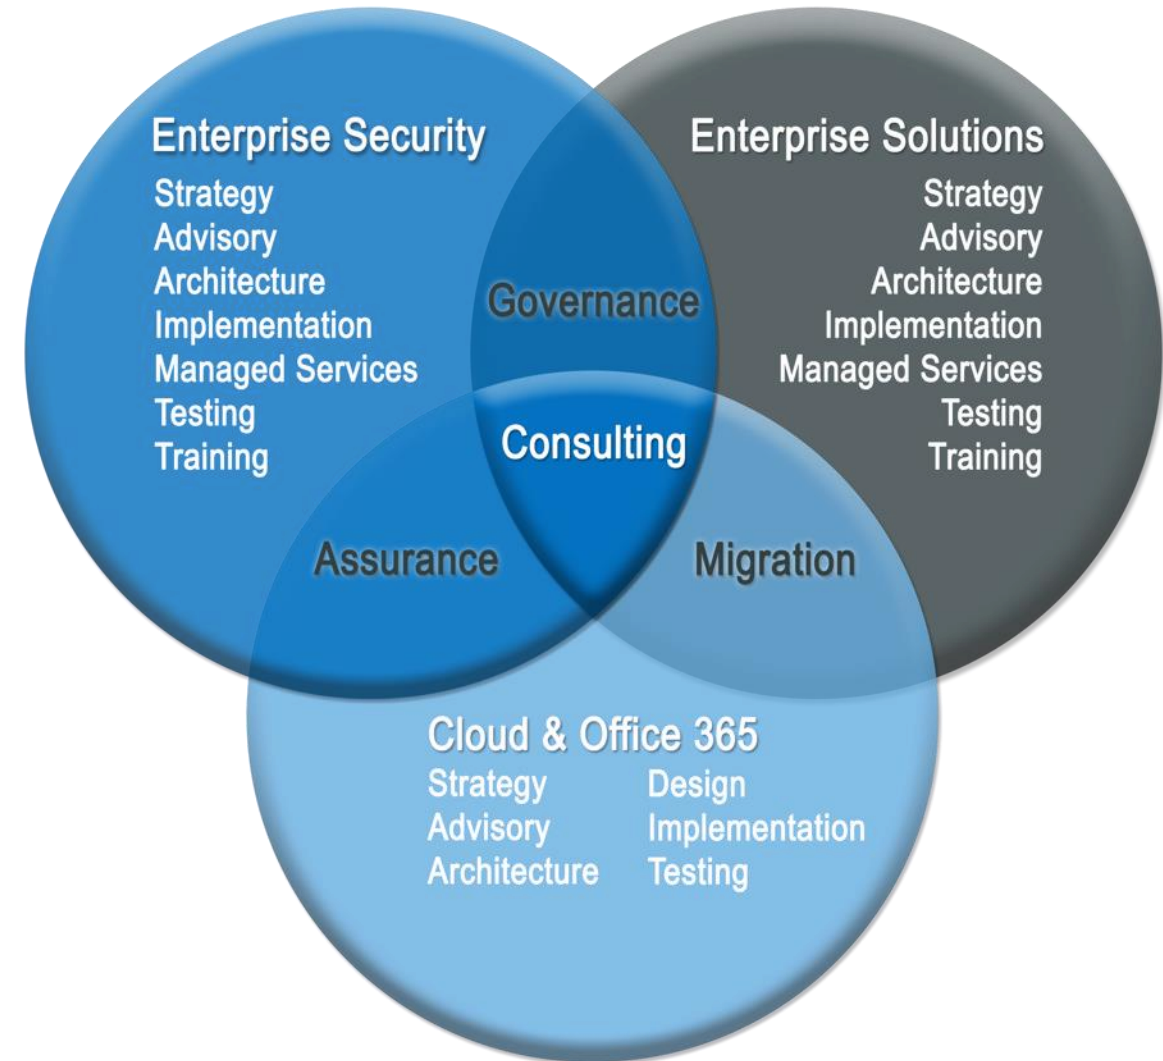 Enterprise Security
Strategy
Advisory
Architecture
Implementation
Managed Services
Testing
Training
Enterprise Solutions
Strategy
Advisory
Architecture
Implementation
Managed Services
Testing
Training
Governance
Consulting
Assurance
Migration
Cloud & Office 365
Strategy
Advisory
Architecture
Design
Implementation
Testing